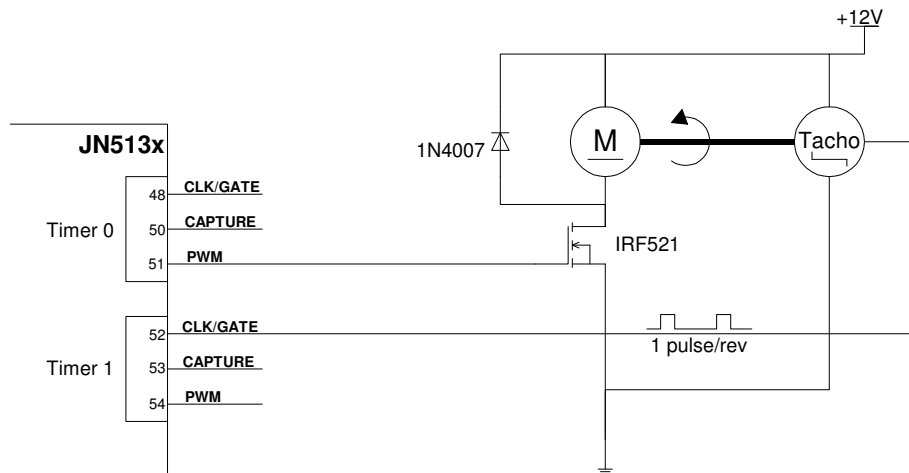 +12V
JN513x
1N4007
M
Tacho
48 CLK/GATE
Timer 0
50 CAPTURE
IRF521
51 PWM
52 CLK/GATE
1 pulse/rev
Timer 1
53 CAPTURE
54 PWM